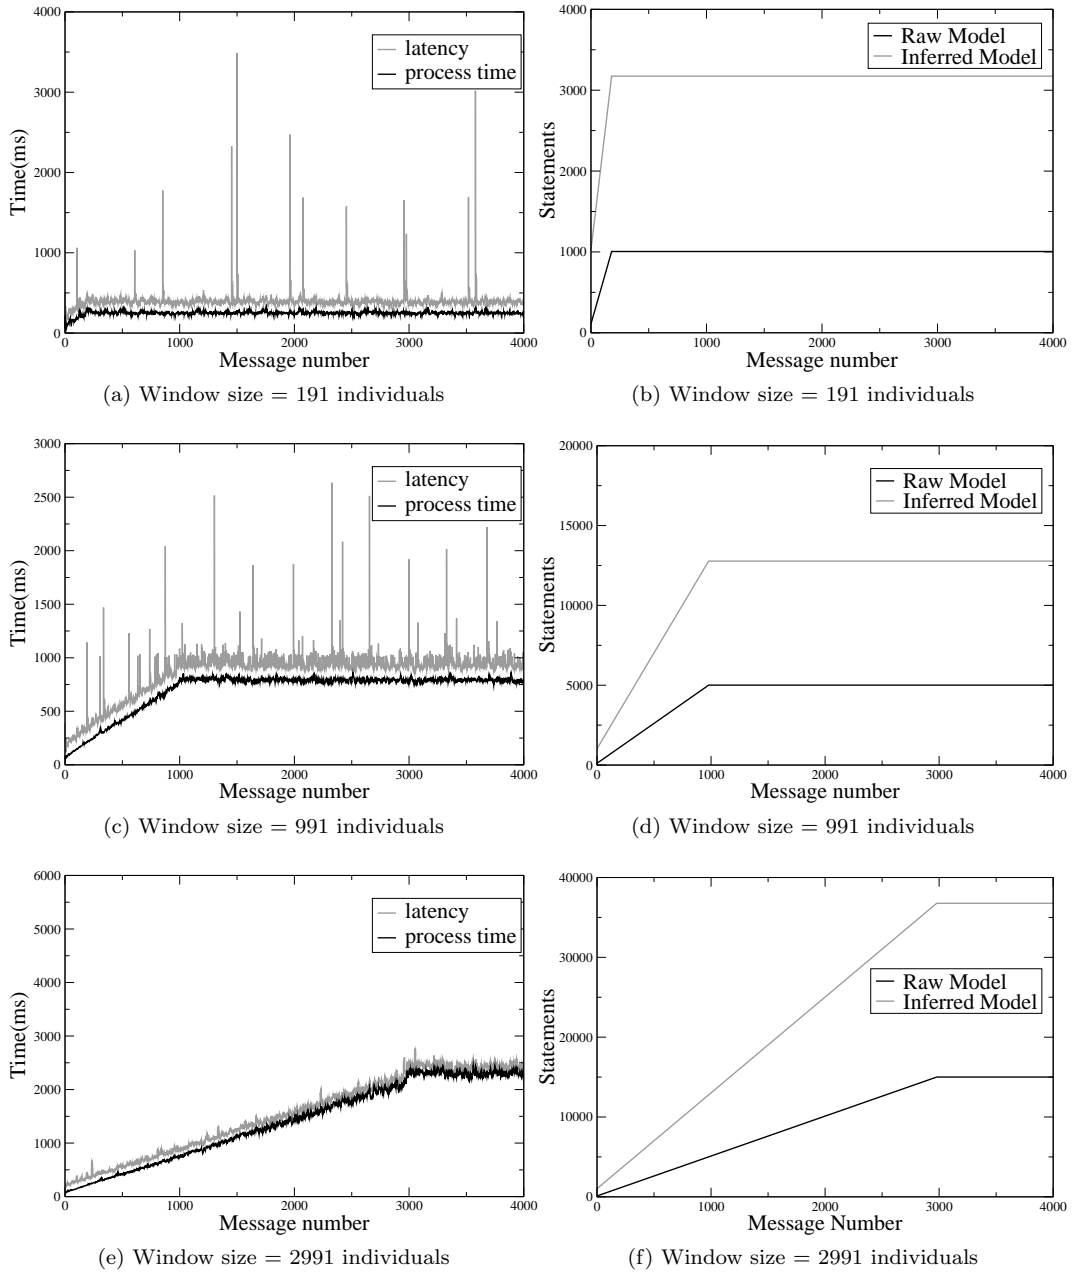 4000
3000
2000
1000
0
Time(ms)
latency
process time
0
1000
2000
3000
4000
Message number
(a) Window size = 191 individuals
4000
3000
2000
1000
0
Statements
Raw Model
Inferred Model
0
1000
2000
3000
4000
Message number
(b) Window size = 191 individuals
3000
2500
2000
1500
1000
500
0
Time(ms)
latency
process time
0
1000
2000
3000
4000
Message number
(c) Window size = 991 individuals
20000
15000
10000
5000
0
Statements
Raw Model
Inferred Model
0
1000
2000
3000
4000
Message number
(d) Window size = 991 individuals
6000
5000
4000
3000
2000
1000
0
Time(ms)
latency
process time
0
1000
2000
3000
4000
Message number
(e) Window size = 2991 individuals
40000
30000
20000
10000
0
Statements
Raw Model
Inferred Model
0
1000
2000
3000
4000
Message Number
(f) Window size = 2991 individuals